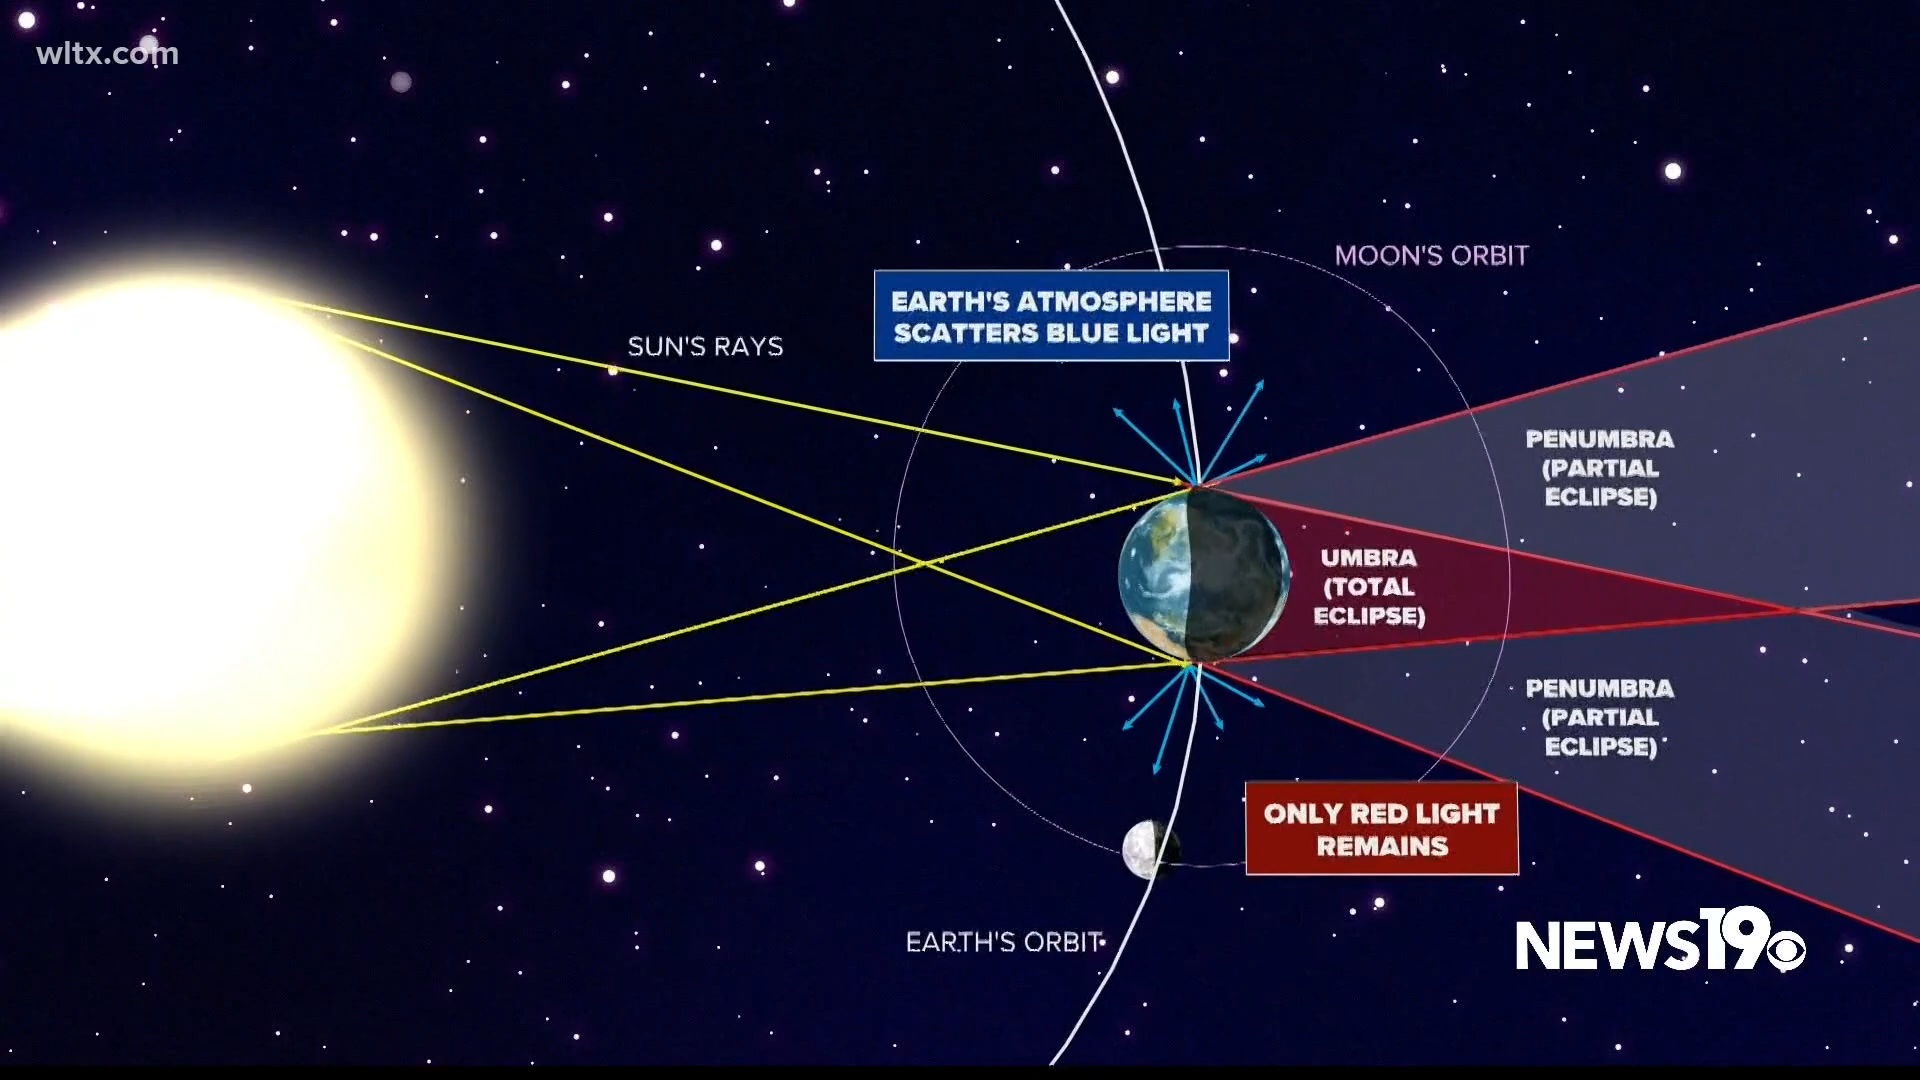 wltx.com
MOON'S ORBIT
EARTH'S ATMOSPHERE
SCATTERS BLUE LIGHT
SUN'S RAYS
PENUMBRA
(PARTIAL
ECLIPSE)
UMBRA
(TOTAL
ECLIPSE)
PENUMBRA
(PARTIAL
ECLIPSE)
ONLY RED LIGHT
REMAINS
EARTH'S ORBIT
NEWS19